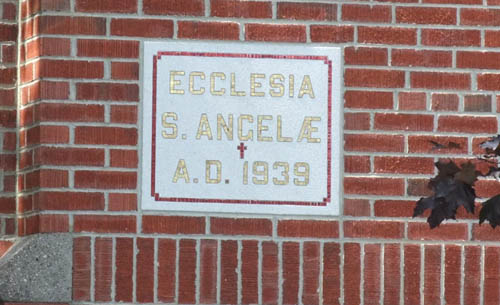 ECCLESIA
S. ANGELÆ
A.D. 1939